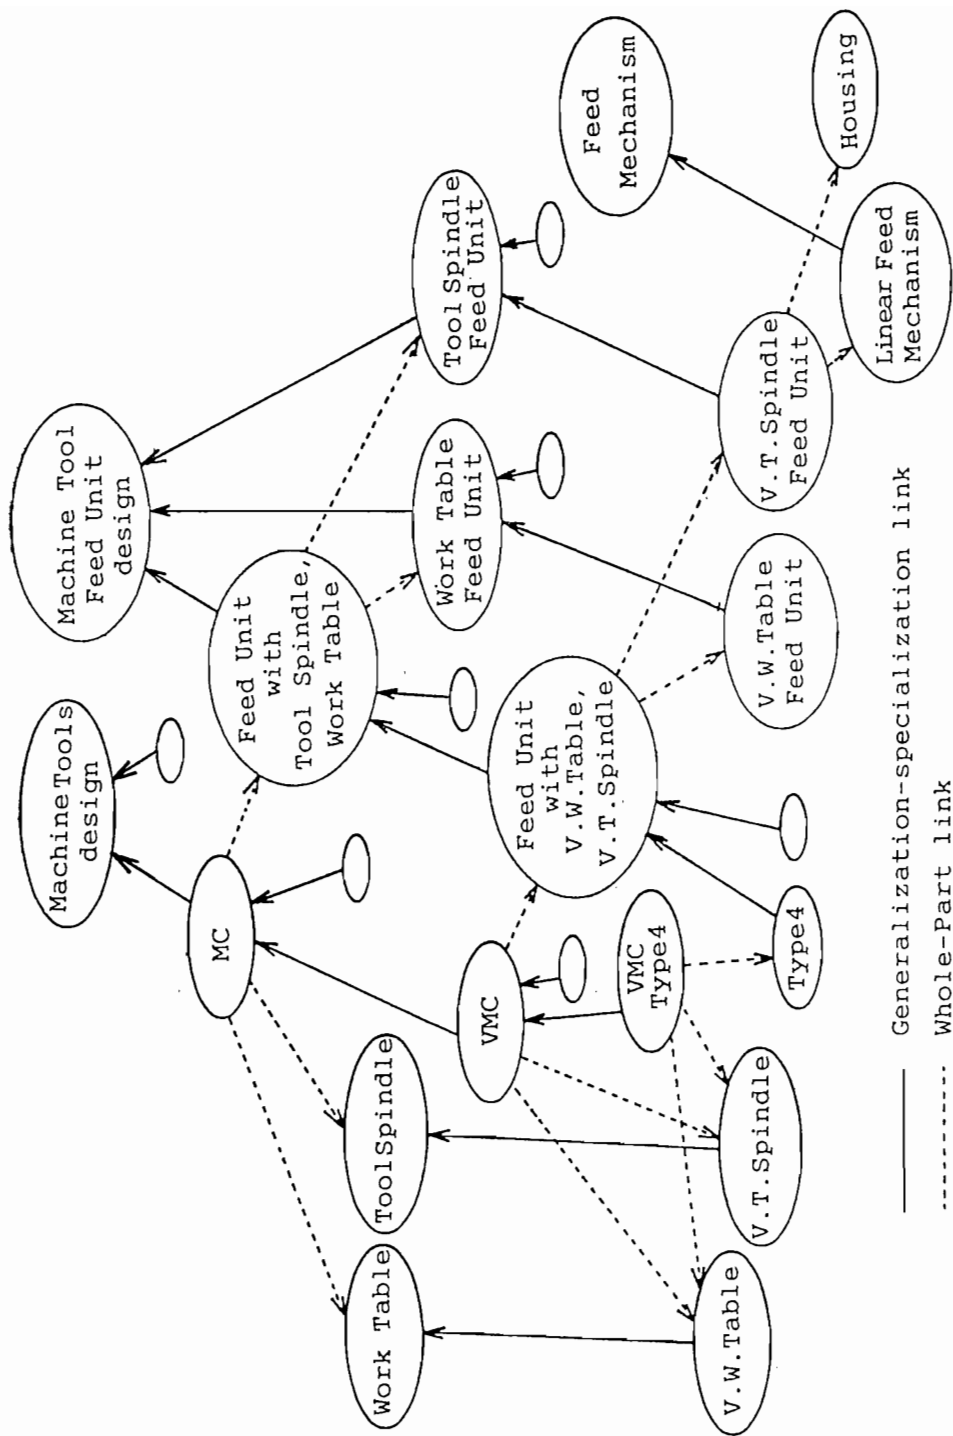 Machine Tools
design
Machine Tool
Feed Unit
design
MC
Feed Unit
with
Tool Spindle,
Work Table
Work Table
Tool Spindle
Work Table
Feed Unit
Tool Spindle
Feed Unit
VMC
Feed Unit
with
V.W.Table,
V.T.Spindle
Feed
Mechanism
VMC
Type4
V.W.Table
V.T.Spindle
Type4
V.W.Table
Feed Unit
V.T.Spindle
Feed Unit
Linear Feed
Mechanism
Housing
Generalization-specialization link
Whole-Part link